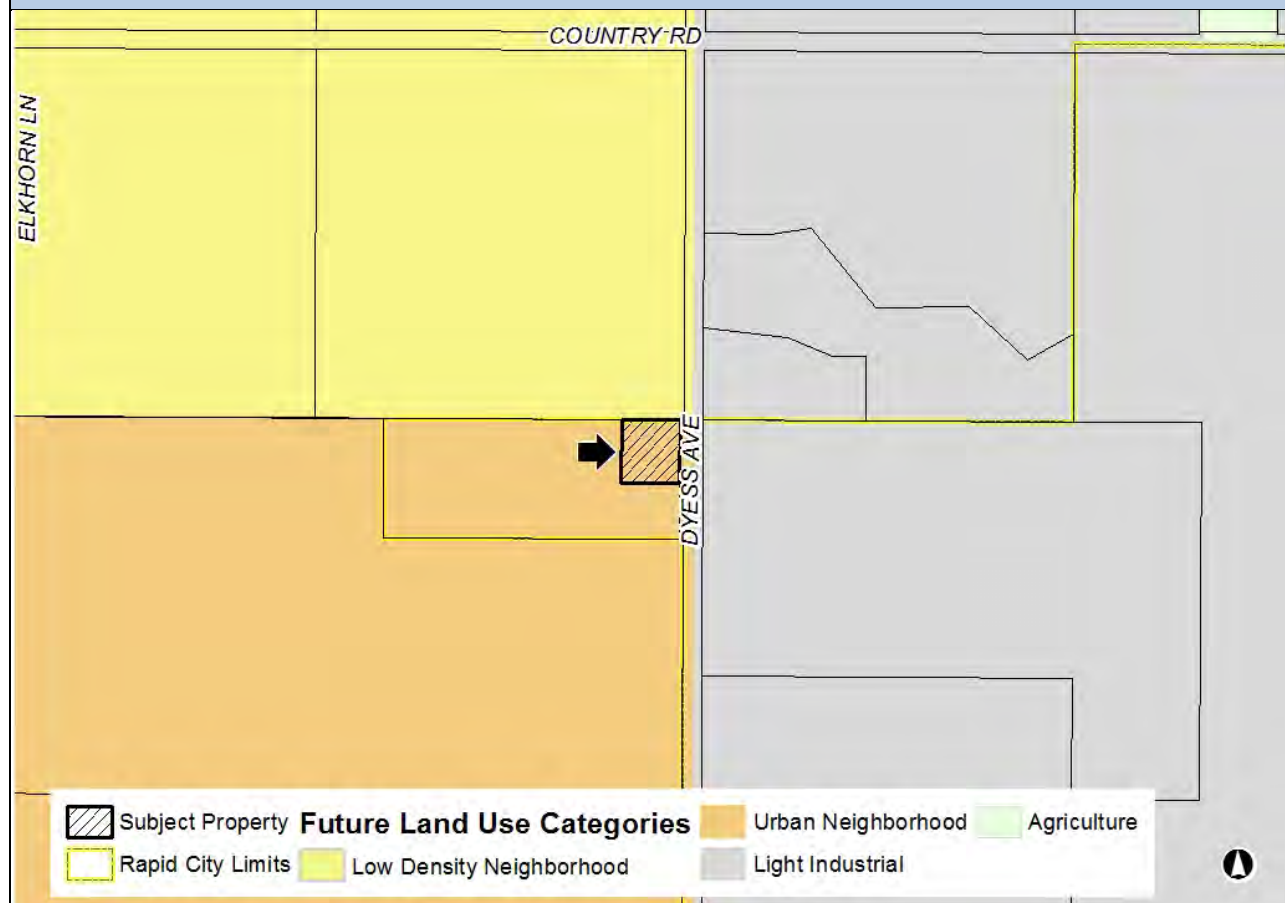 COUNTRY RD
ELKHORN LN
DYESS AVE
Subject Property
Future Land Use Categories
Urban Neighborhood
Agriculture
Rapid City Limits
Low Density Neighborhood
Light Industrial